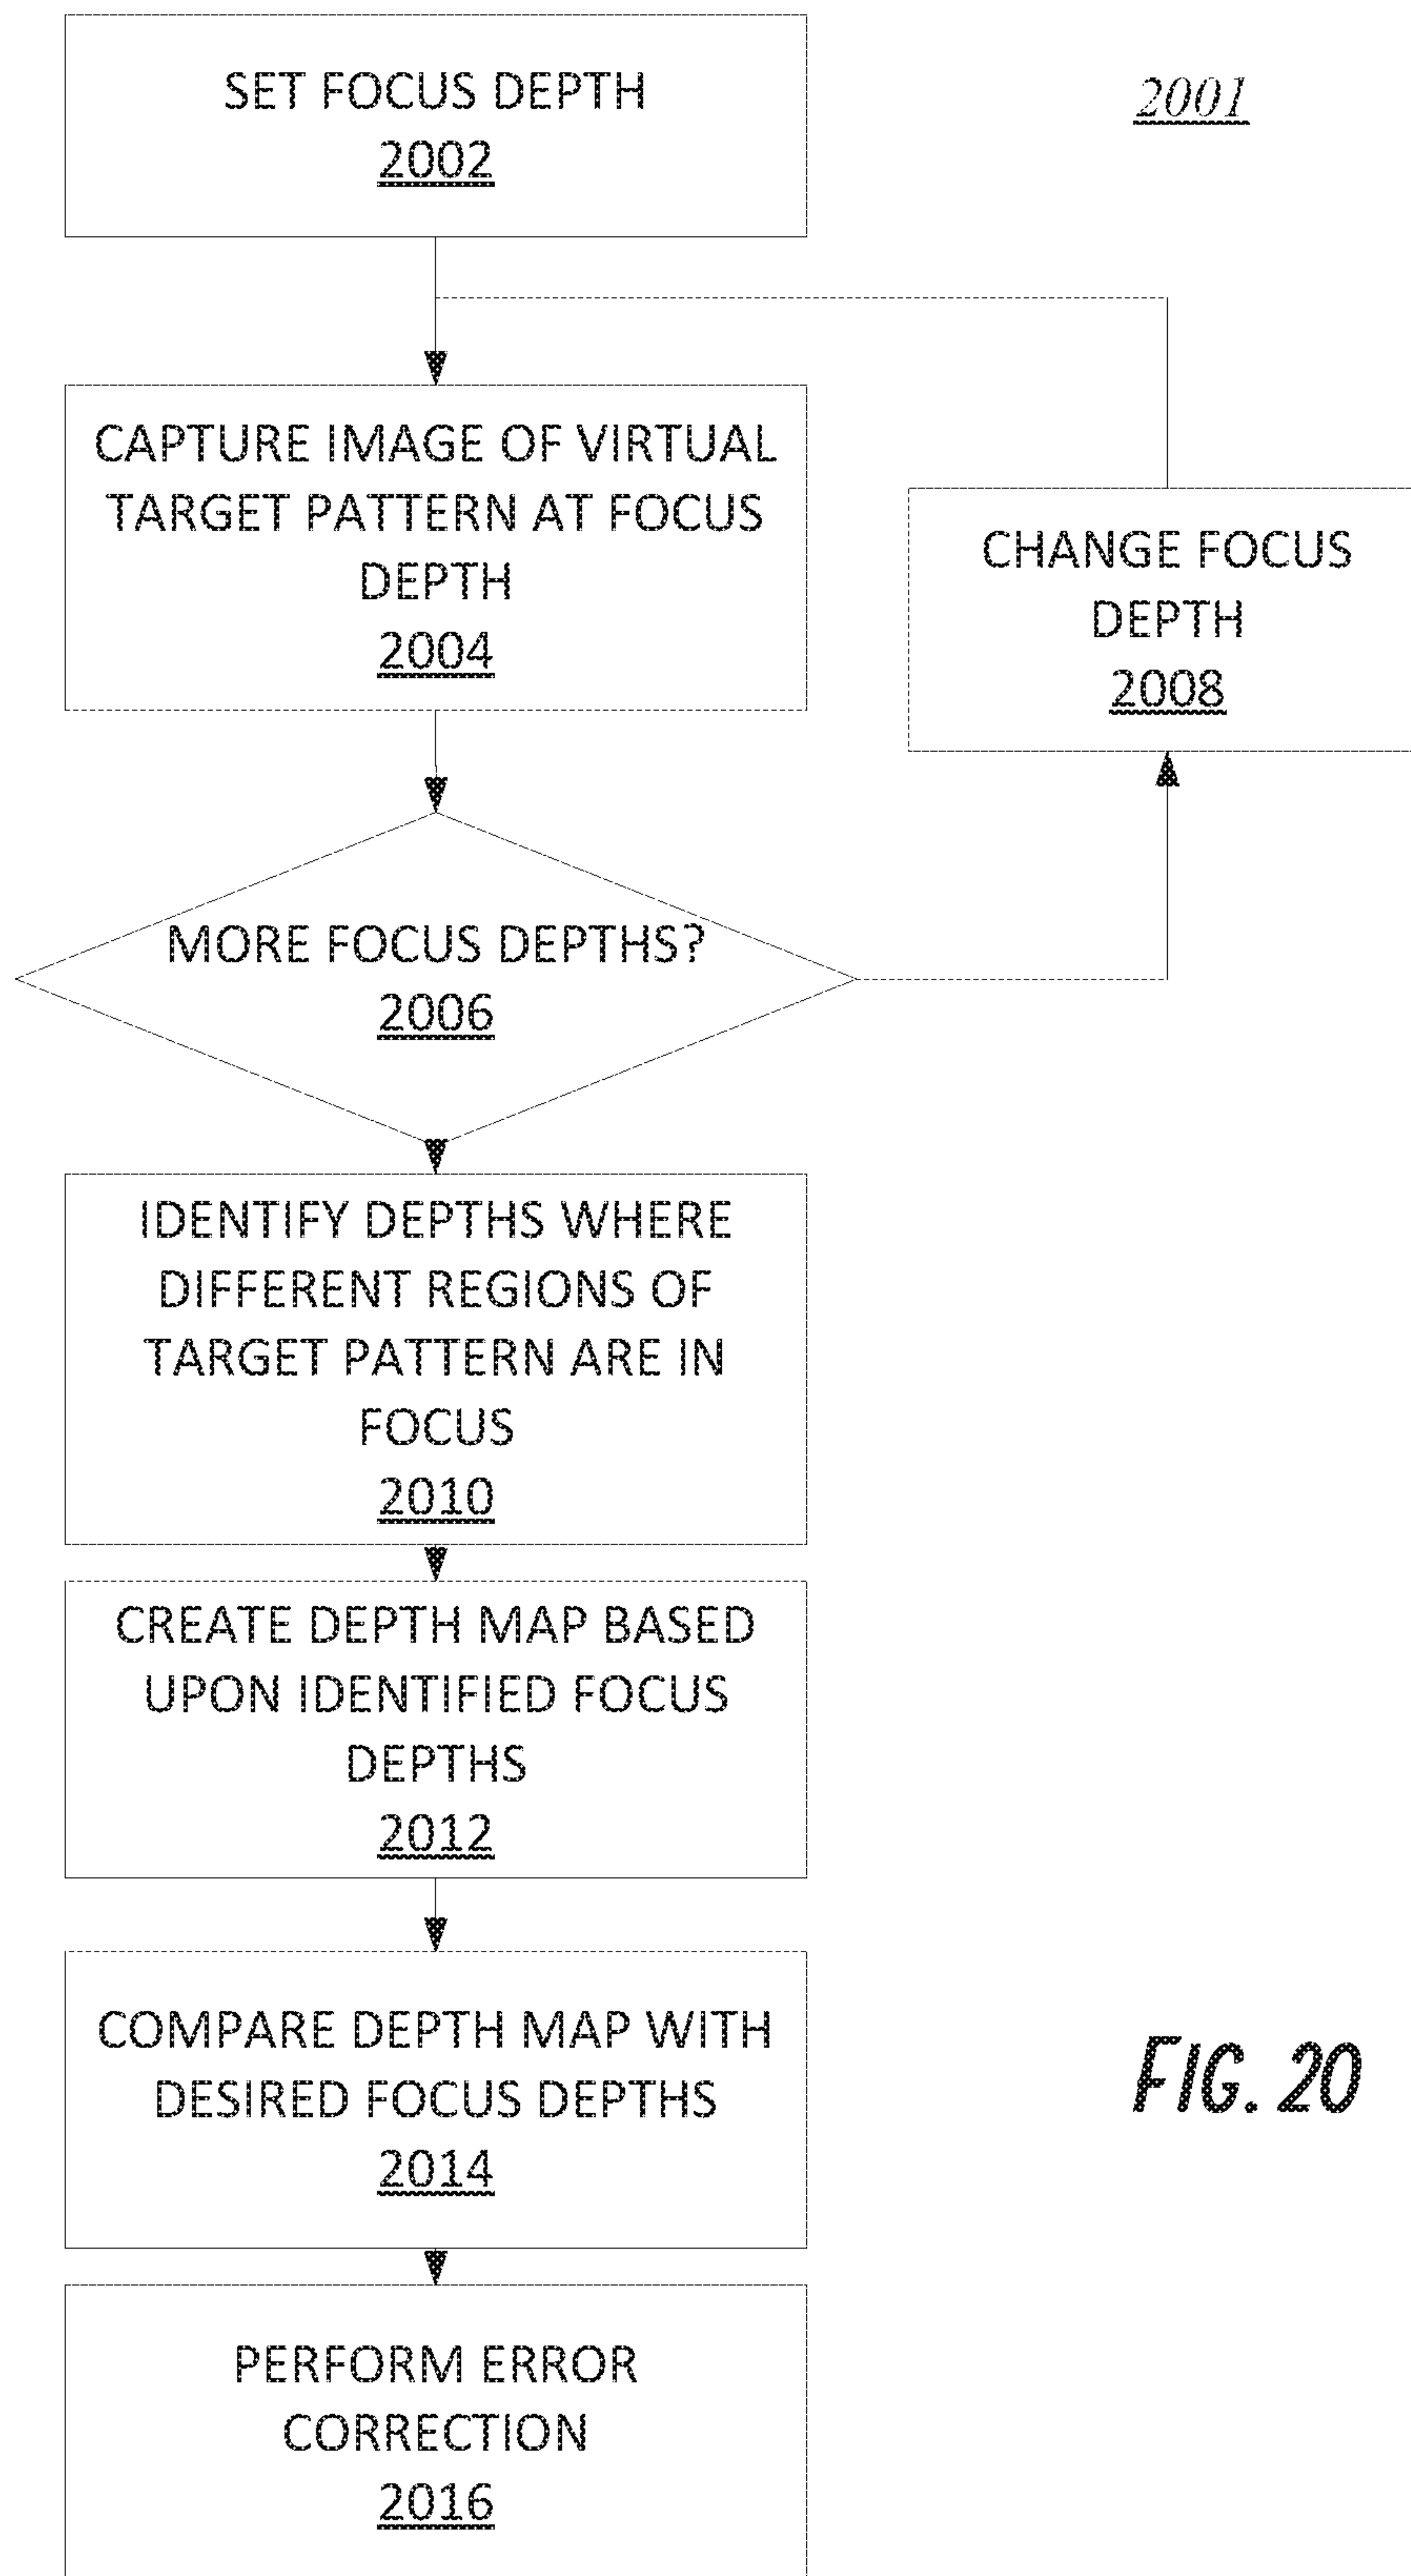 SET FOCUS DEPTH
2002
2001
CAPTURE IMAGE OF VIRTUAL
TARGET PATTERN AT FOCUS
DEPTH
2004
CHANGE FOCUS
DEPTH
2008
MORE FOCUS DEPTHS?
2006
IDENTIFY DEPTHS WHERE
DIFFERENT REGIONS OF
TARGET PATTERN ARE IN
FOCUS
2010
CREATE DEPTH MAP BASED
UPON IDENTIFIED FOCUS
DEPTHS
2012
COMPARE DEPTH MAP WITH
DESIRED FOCUS DEPTHS
2014
FIG. 20
PERFORM ERROR
CORRECTION
2016